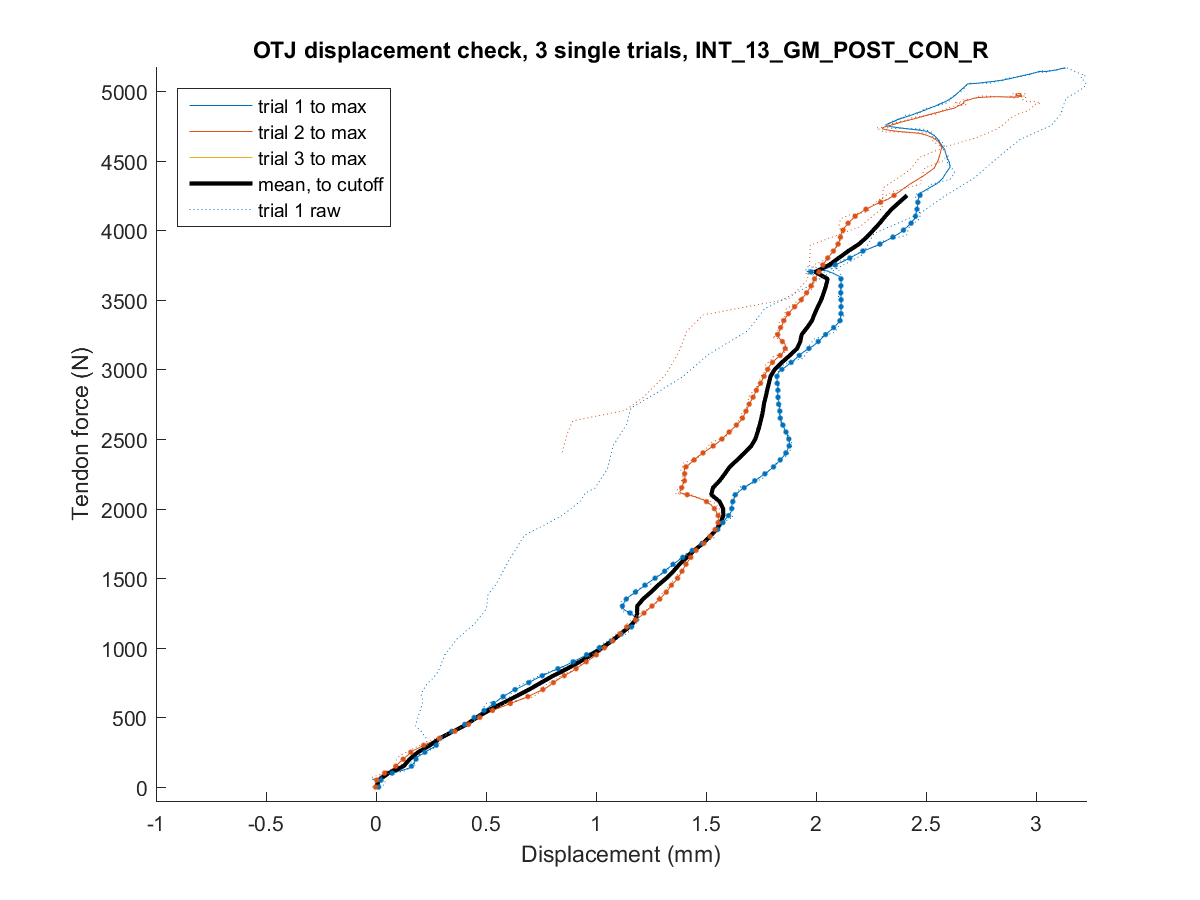 OTJ displacement check, 3 single trials, INT_13_GM_POST_CON_R
trial 1 to max
trial 2 to max
trial 3 to max
mean, to cutoff
trial 1 raw
5000
4500
4000
3500
3000
2500
2000
1500
1000
500
0
Tendon force (N)
-1 -0.5 0 0.5 1 1.5 2 2.5 3
Displacement (mm)